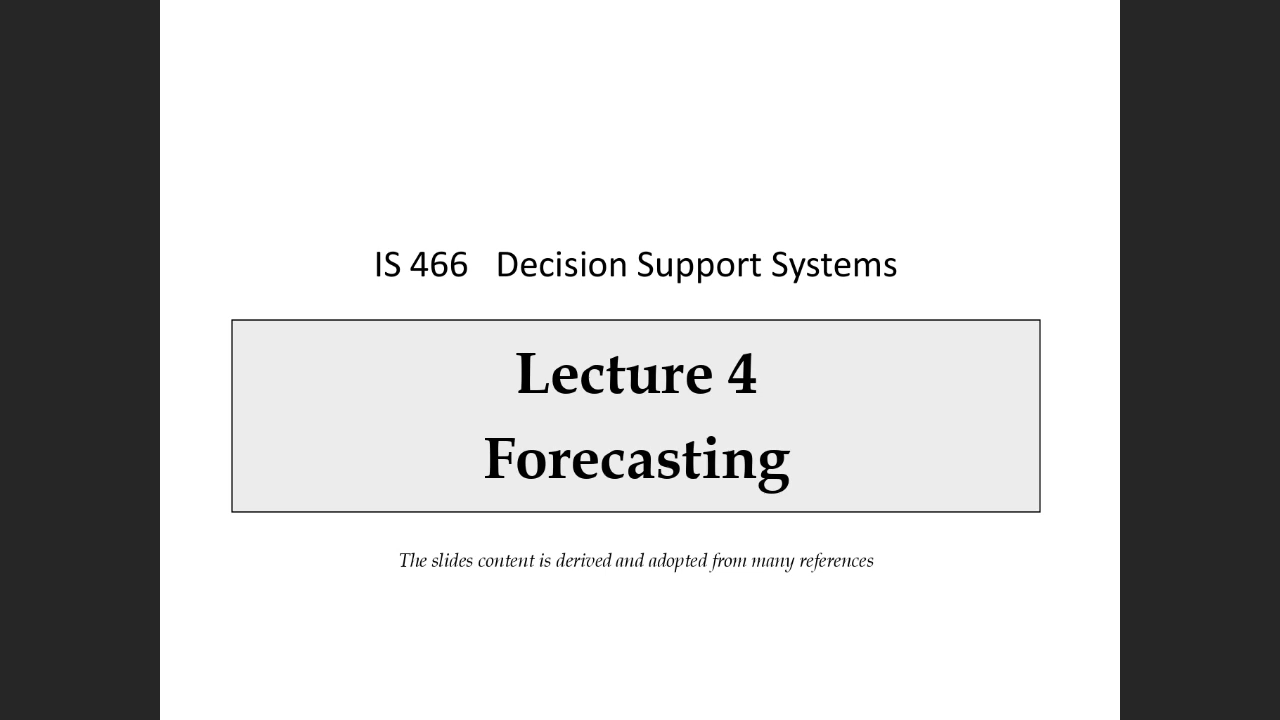 IS 466 Decision Support Systems
Lecture 4
Forecasting
The slides content is derived and adopted from many references